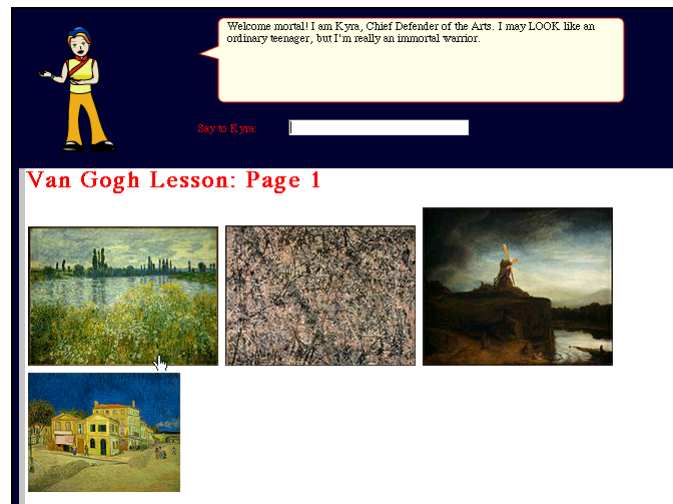 Welcome mortal! I am Kyra, Chief Defender of the Arts. I may LOOK like an
ordinary teenager, but I'm really an immortal warrior.
Say to Kyra:
Van Gogh Lesson: Page 1